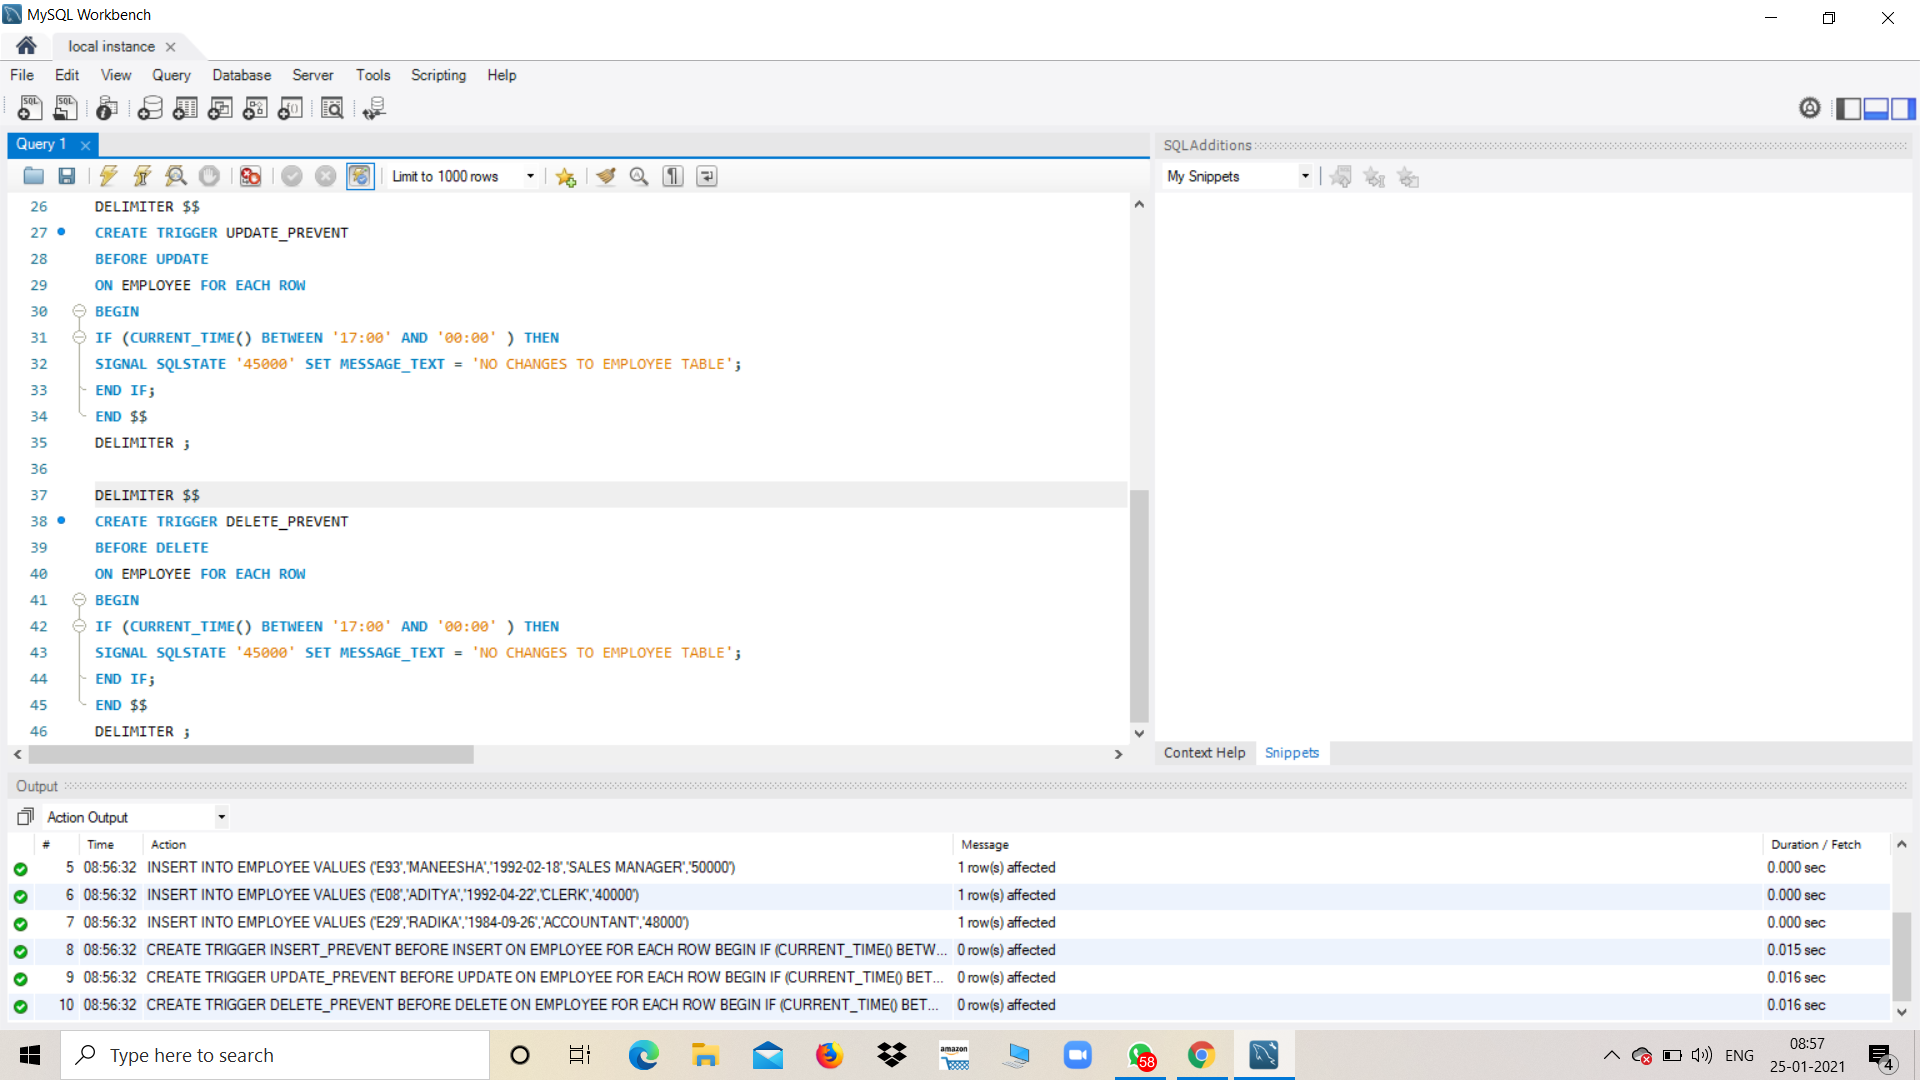 MySQL Workbench
local instance
File Edit View Query Database Server Tools Scripting Help
Query 1
SQLAdditions
Limit to 1000 rows
My Snippets
26 DELIMITER $$
27 CREATE TRIGGER UPDATE_PREVENT
28 BEFORE UPDATE
29 ON EMPLOYEE FOR EACH ROW
30 BEGIN
31 IF (CURRENT_TIME() BETWEEN '17:00' AND '00:00' ) THEN
32 SIGNAL SQLSTATE '45000' SET MESSAGE_TEXT = 'NO CHANGES TO EMPLOYEE TABLE';
33 END IF;
34 END $$
35 DELIMITER ;
36
37 DELIMITER $$
38 CREATE TRIGGER DELETE_PREVENT
39 BEFORE DELETE
40 ON EMPLOYEE FOR EACH ROW
41 BEGIN
42 IF (CURRENT_TIME() BETWEEN '17:00' AND '00:00' ) THEN
43 SIGNAL SQLSTATE '45000' SET MESSAGE_TEXT = 'NO CHANGES TO EMPLOYEE TABLE';
44 END IF;
45 END $$
46 DELIMITER ;
Context Help Snippets
Output
Action Output
# Time Action Message Duration / Fetch
5 08:56:32 INSERT INTO EMPLOYEE VALUES ('E93','MANEESHA','1992-02-18','SALES MANAGER','50000') 1 row(s) affected 0.000 sec
6 08:56:32 INSERT INTO EMPLOYEE VALUES ('E08','ADITYA','1992-04-22','CLERK','40000') 1 row(s) affected 0.000 sec
7 08:56:32 INSERT INTO EMPLOYEE VALUES ('E29','RADIKA','1984-09-26','ACCOUNTANT','48000') 1 row(s) affected 0.000 sec
8 08:56:32 CREATE TRIGGER INSERT_PREVENT BEFORE INSERT ON EMPLOYEE FOR EACH ROW BEGIN IF (CURRENT_TIME() BETW... 0 row(s) affected 0.015 sec
9 08:56:32 CREATE TRIGGER UPDATE_PREVENT BEFORE UPDATE ON EMPLOYEE FOR EACH ROW BEGIN IF (CURRENT_TIME() BET... 0 row(s) affected 0.016 sec
10 08:56:32 CREATE TRIGGER DELETE_PREVENT BEFORE DELETE ON EMPLOYEE FOR EACH ROW BEGIN IF (CURRENT_TIME() BET... 0 row(s) affected 0.016 sec
Type here to search
amazon
58
ENG
08:57
25-01-2021
4